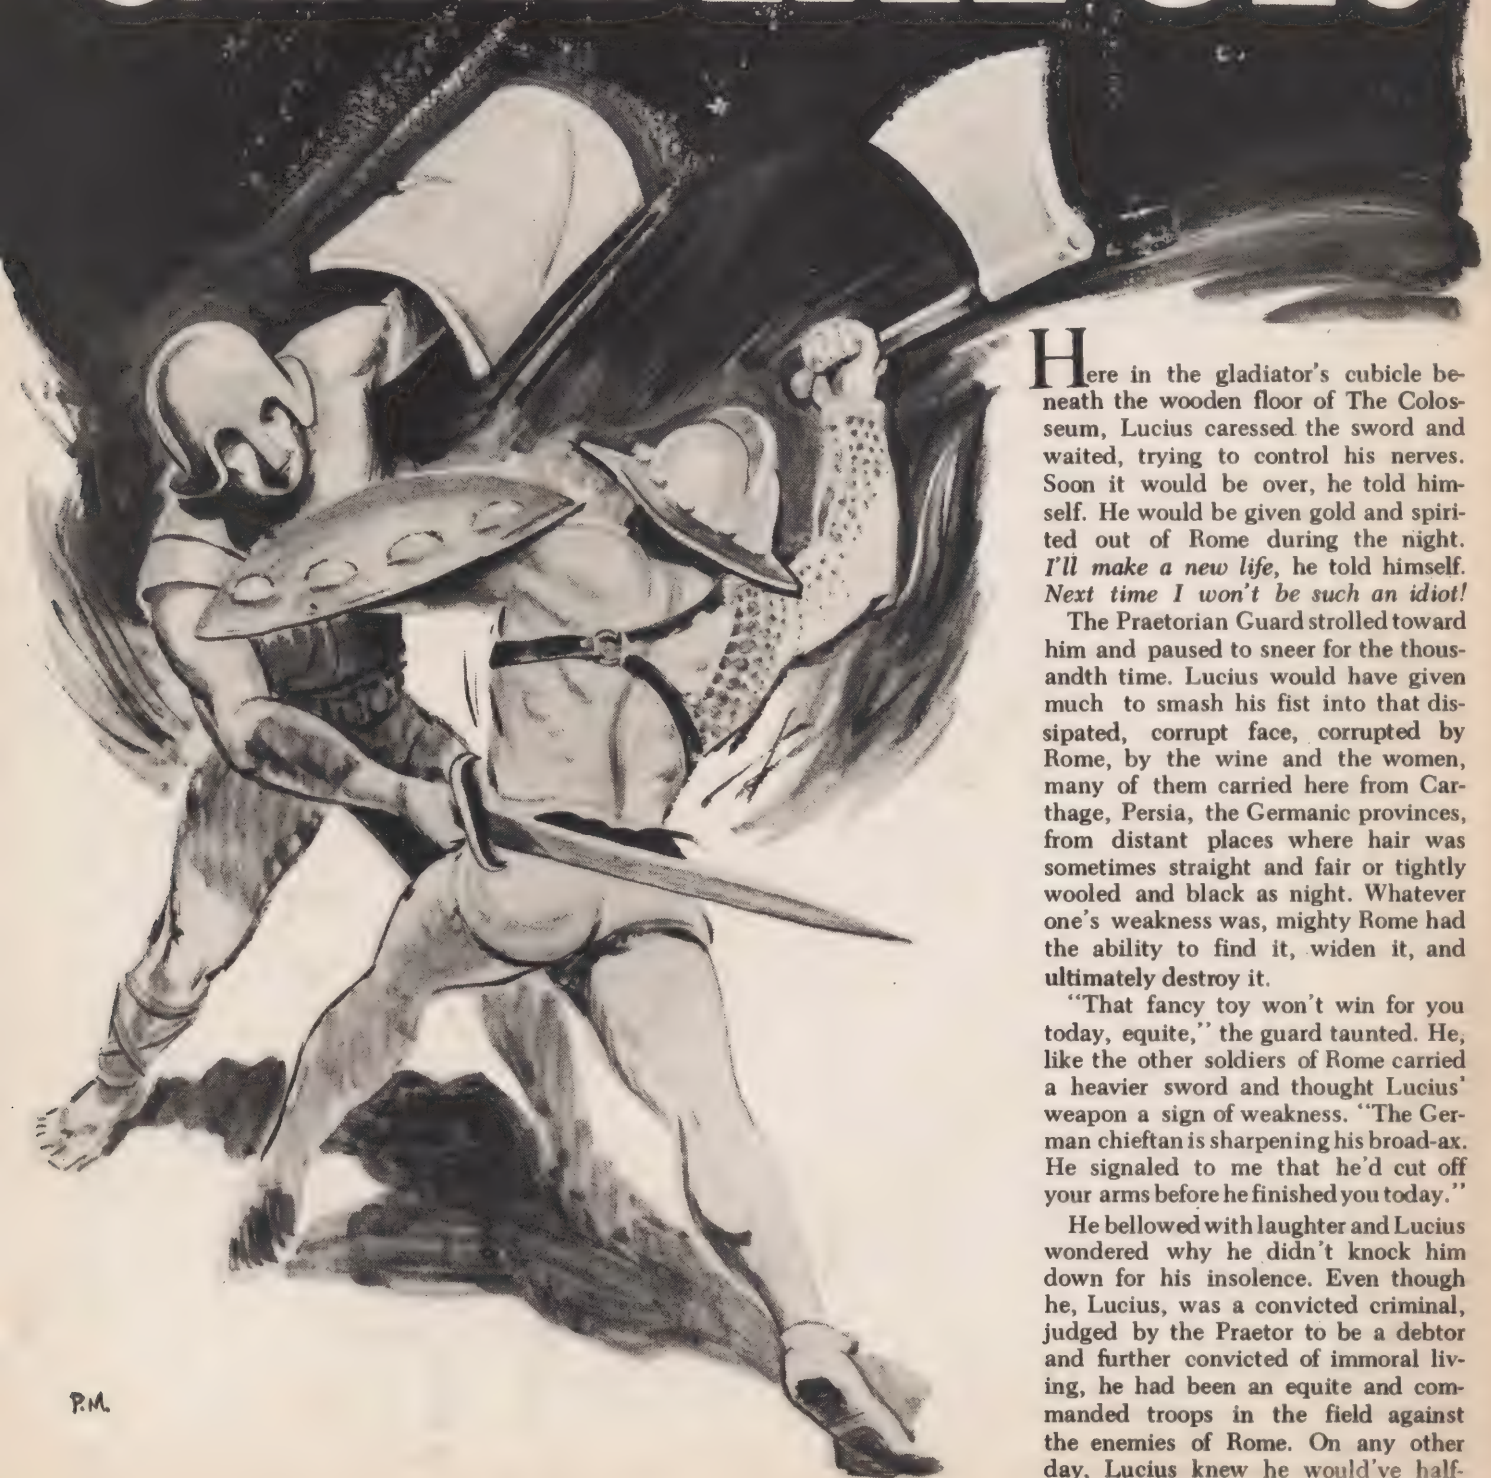 Here in the gladiator's cubicle be-
neath the wooden floor of The Colos-
seum, Lucius caressed the sword and
waited, trying to control his nerves.
Soon it would be over, he told him-
self. He would be given gold and spiri-
ted out of Rome during the night.
I'll make a new life, he told himself.
Next time I won't be such an idiot!
The Praetorian Guard strolled toward
him and paused to sneer for the thous-
andth time. Lucius would have given
much to smash his fist into that dis-
sipated, corrupt face, corrupted by
Rome, by the wine and the women,
many of them carried here from Car-
thage, Persia, the Germanic provinces,
from distant places where hair was
sometimes straight and fair or tightly
wooled and black as night. Whatever
one's weakness was, mighty Rome had
the ability to find it, widen it, and
ultimately destroy it.
"That fancy toy won't win for you
today, equite," the guard taunted. He,
like the other soldiers of Rome carried
a heavier sword and thought Lucius'
weapon a sign of weakness. "The Ger-
man chieftan is sharpening his broad-ax.
He signaled to me that he'd cut off
your arms before he finished you today."
He bellowed with laughter and Lucius
wondered why he didn't knock him
down for his insolence. Even though
he, Lucius, was a convicted criminal,
judged by the Praetor to be a debtor
and further convicted of immoral liv-
ing, he had been an equite and com-
manded troops in the field against
the enemies of Rome. On any other
day, Lucius knew he would've half-
P.M.